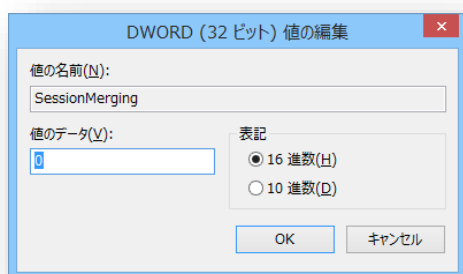 DWORD (32 ビット) 値の編集
値の名前(N):
SessionMerging
値のデータ(V):
0
表記
16 進数(H)
10 進数(D)
OK
キャンセル